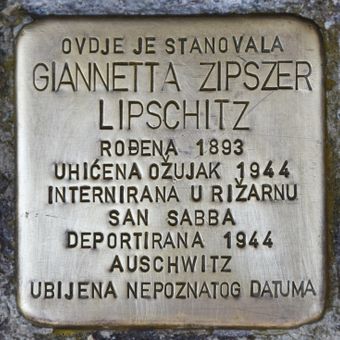 OVDJE JE STANOVALA
GIANNETTA ZIPSZER
LIPSCHITZ
ROĐENA 1893
UHIĆENA OŽUJAK 1944
INTERNIRANA U RIŽARNU
SAN SABBA
DEPORTIRANA 1944
AUSCHWITZ
UBIJENA NEPOZNATOG DATUMA